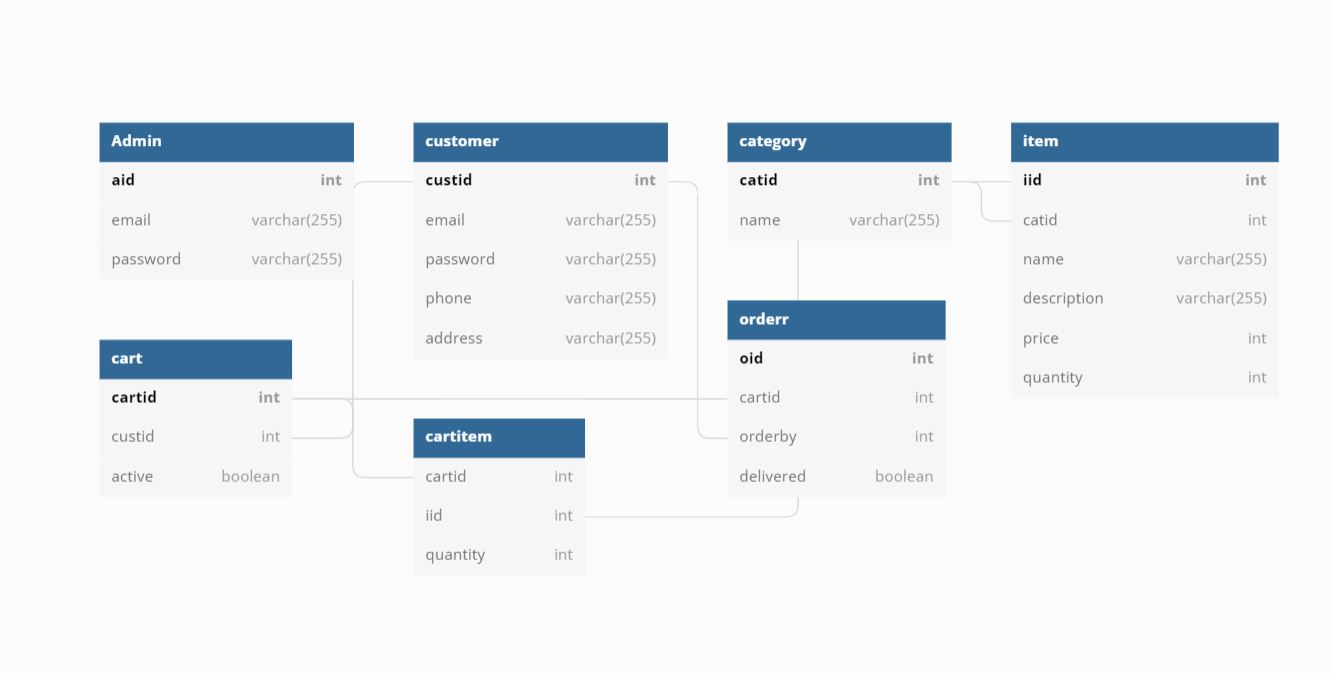 Admin
aid int
email varchar(255)
password varchar(255)
customer
custid int
email varchar(255)
password varchar(255)
phone varchar(255)
address varchar(255)
category
catid int
name varchar(255)
item
iid int
catid int
name varchar(255)
description varchar(255)
price int
quantity int
cart
cartid int
custid int
active boolean
cartitem
cartid int
iid int
quantity int
orderr
oid int
cartid int
orderby int
delivered boolean